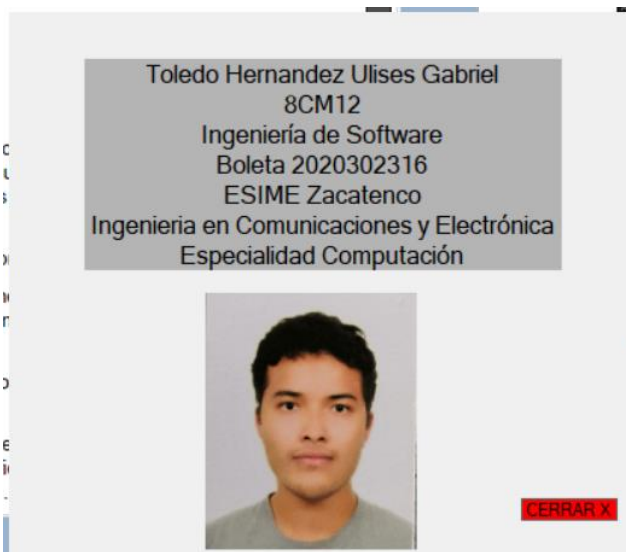 Toledo Hernandez Ulises Gabriel
8CM12
Ingeniería de Software
Boleta 2020302316
ESIME Zacatenco
Ingenieria en Comunicaciones y Electrónica
Especialidad Computación
CERRAR X